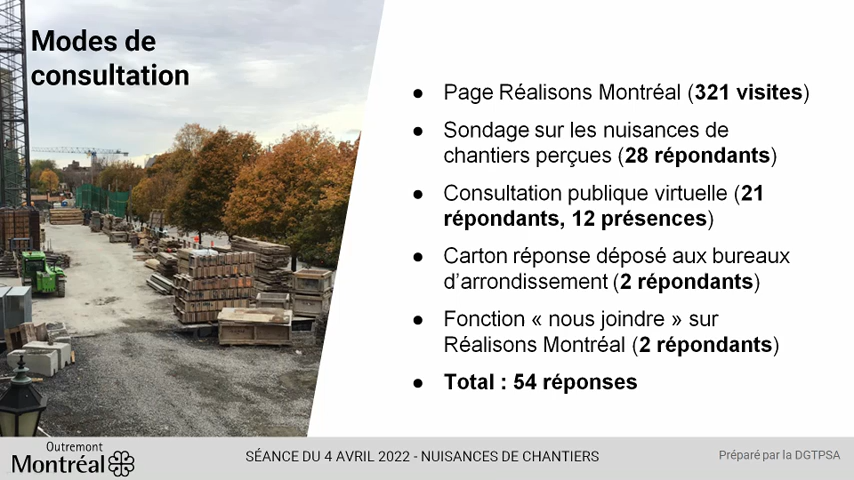 Modes de
consultation
● Page Réalisons Montréal (321 visites)
● Sondage sur les nuisances de
chantiers perçues (28 répondants)
● Consultation publique virtuelle (21
répondants, 12 présences)
● Carton réponse déposé aux bureaux
d’arrondissement (2 répondants)
● Fonction « nous joindre » sur
Réalisons Montréal (2 répondants)
● Total : 54 réponses
Outremont
Montréal
SÉANCE DU 4 AVRIL 2022 - NUISANCES DE CHANTIERS
Préparé par la DGTPSA